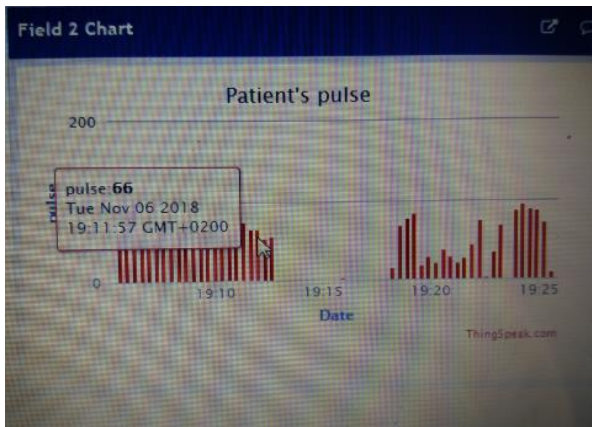 Field 2 Chart
Patient's pulse
200
pulse
pulse: 66
Tue Nov 06 2018
19:11:57 GMT+0200
0
19:10 19:15 19:20 19:25
Date
ThingSpeak.com